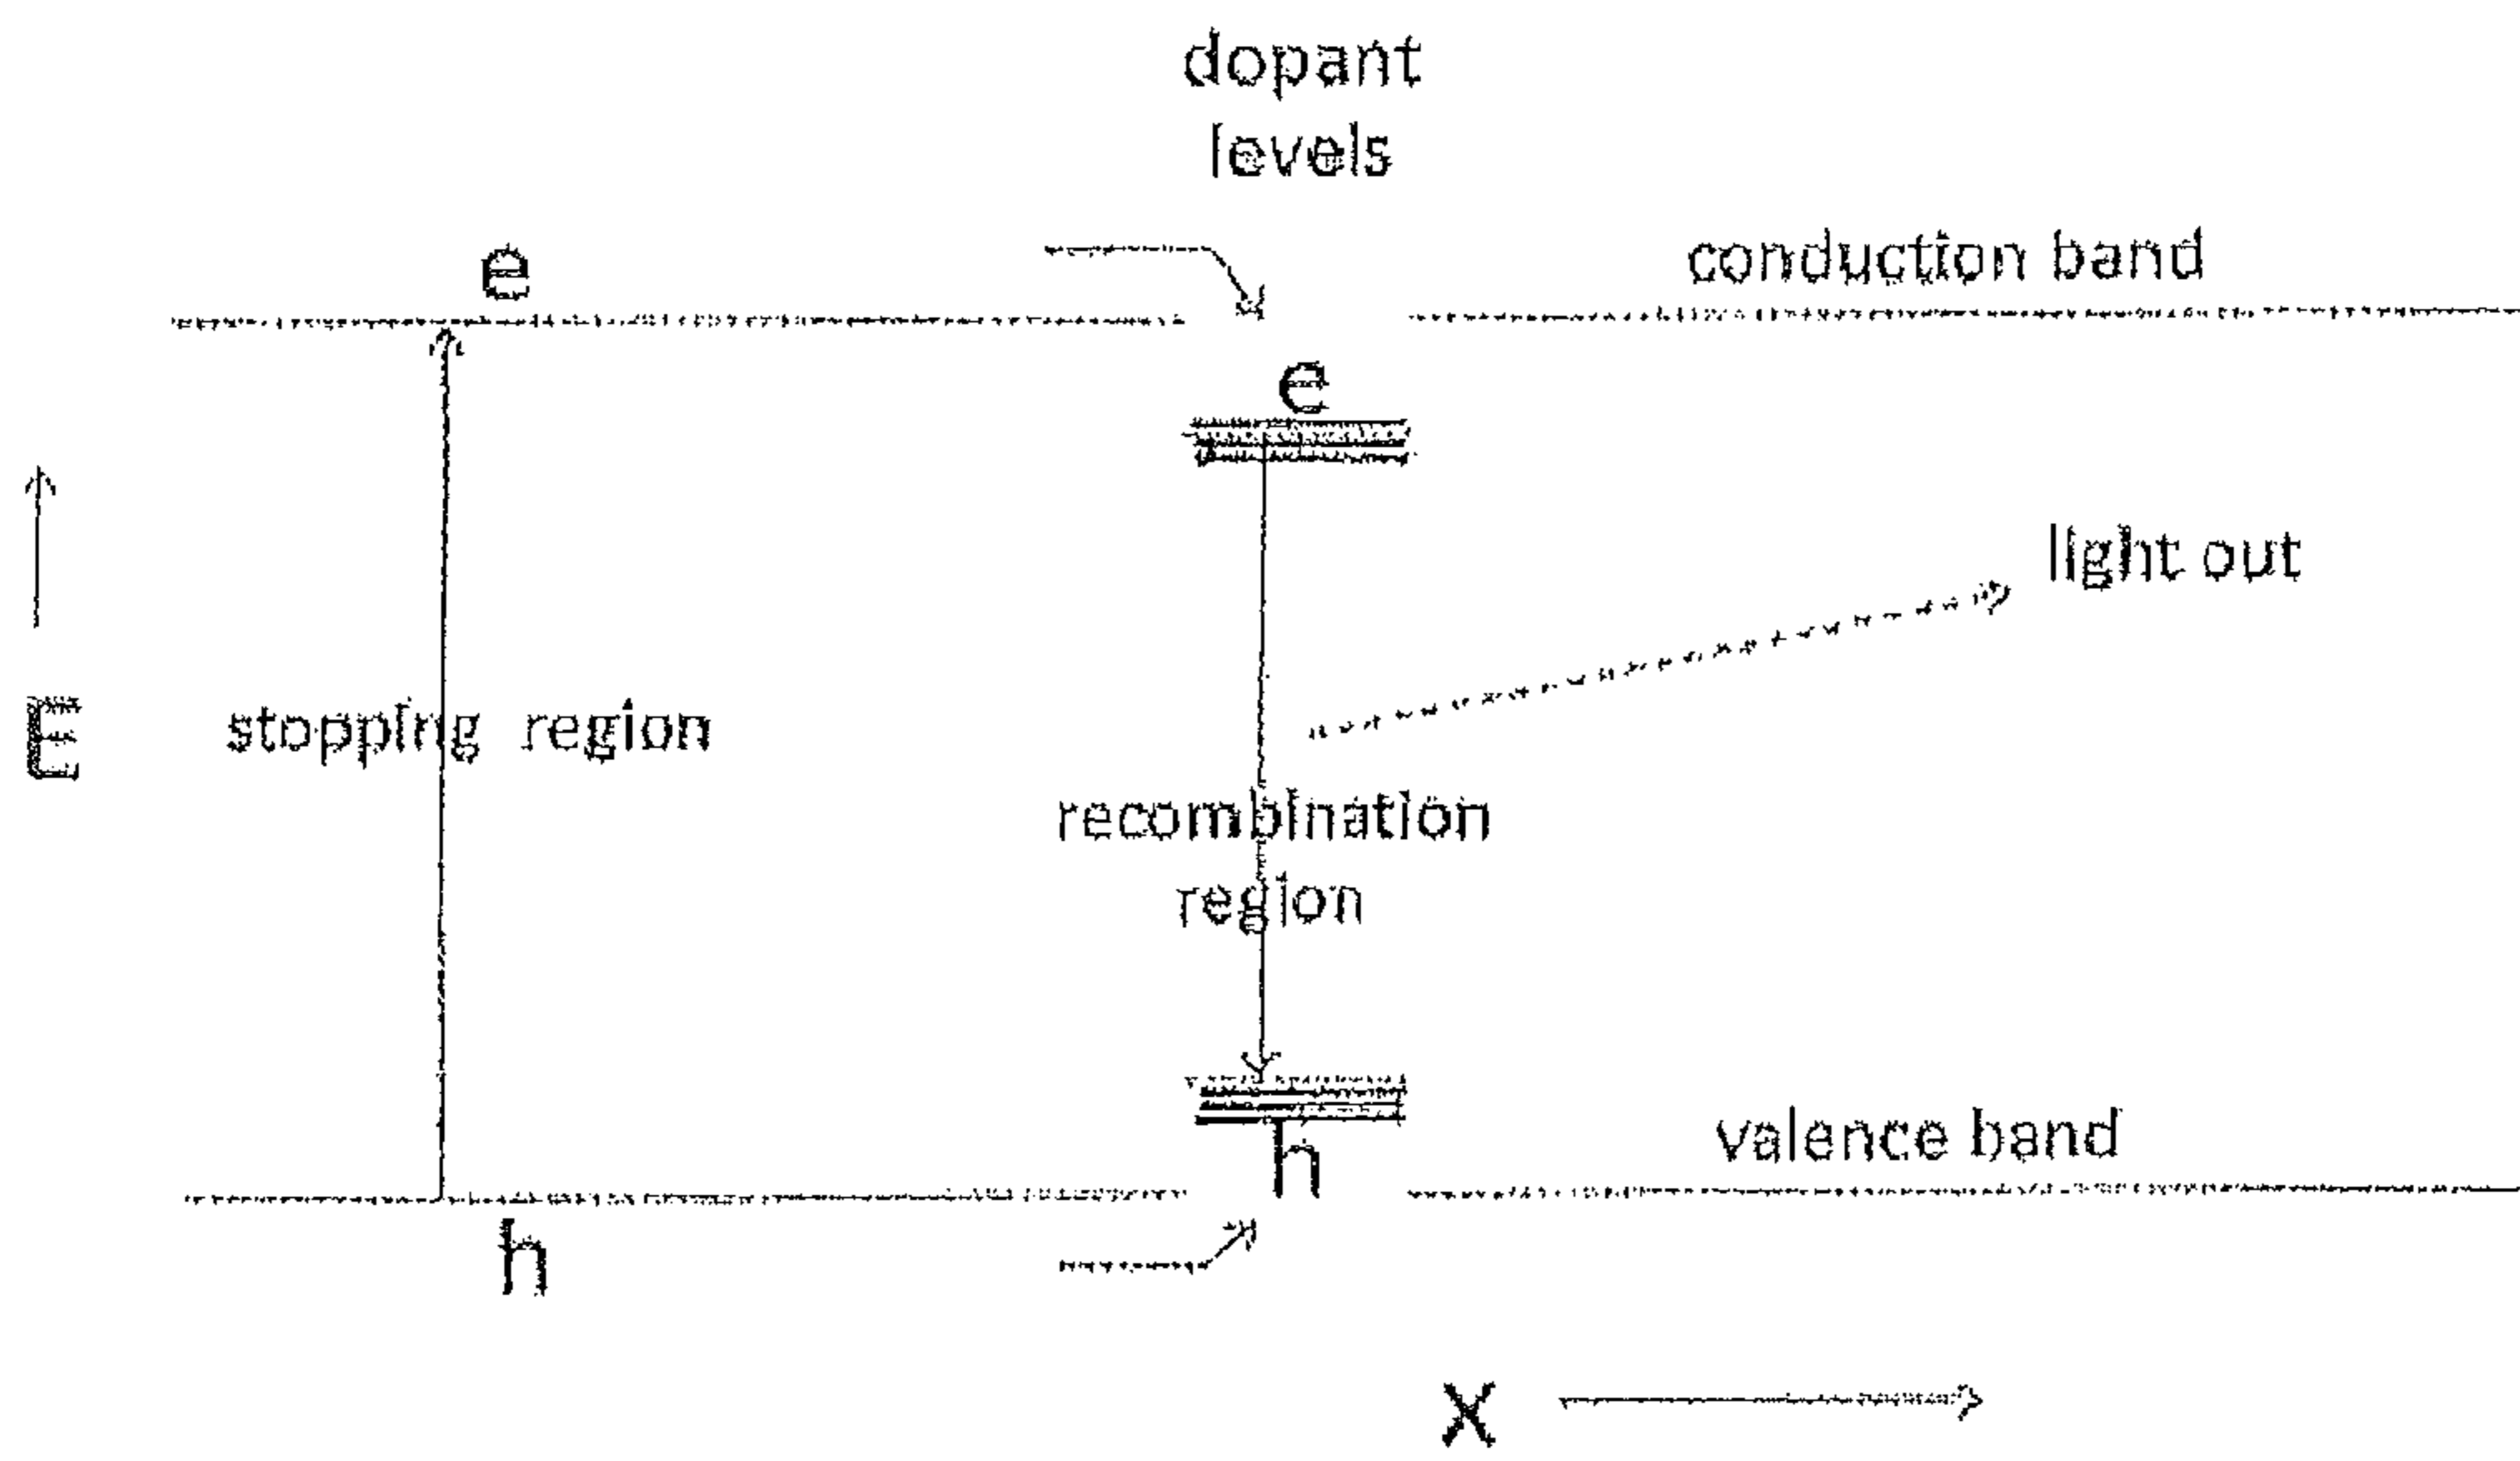 dopant
levels
e
conduction band
e
light out
E
stopping region
recombination
region
valence band
h
h
X